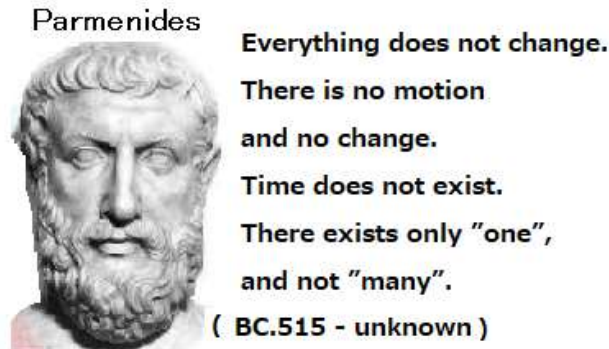 Parmenides
Everything does not change.
There is no motion
and no change.
Time does not exist.
There exists only ”one”,
and not ”many”.
( BC.515 - unknown )